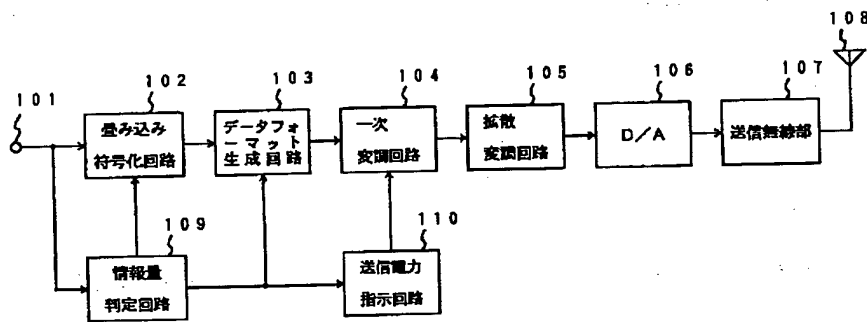 101
102
畳み込み
符号化回路
103
データフォ
ーマット
生成回路
104
一次
変調回路
105
拡散
変調回路
106
D/A
107
送信無線部
108
109
情報量
判定回路
110
送信電力
指示回路